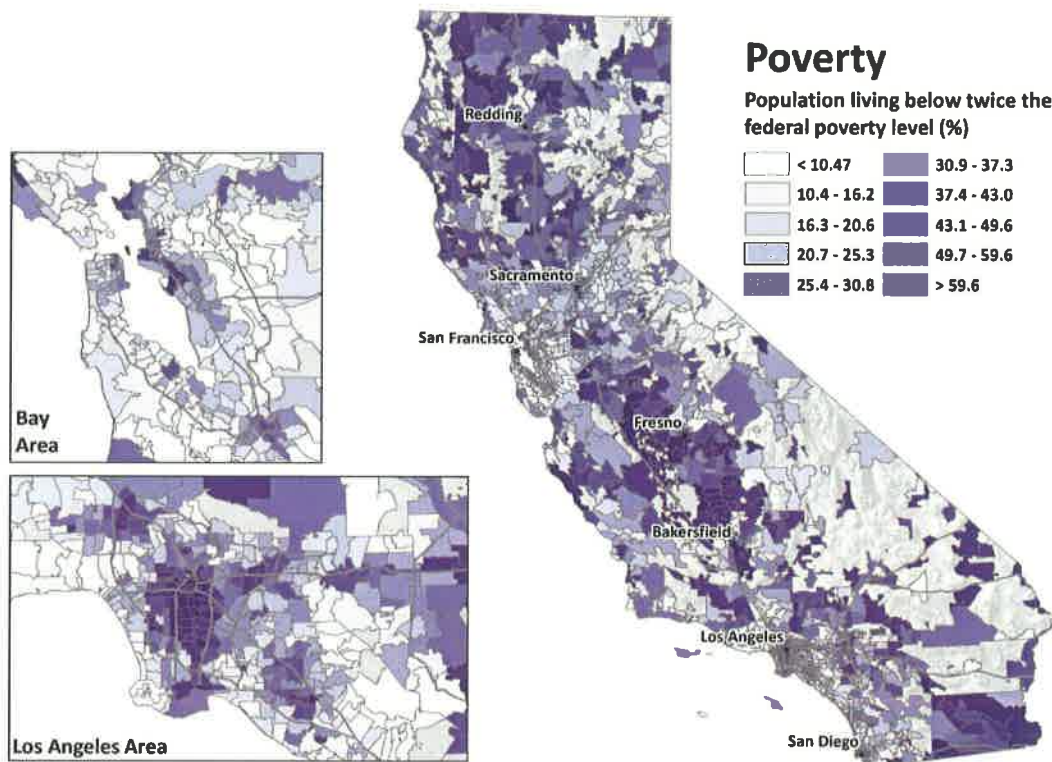 Poverty
Population living below twice the
federal poverty level (%)
< 10.47
10.4 - 16.2
16.3 - 20.6
20.7 - 25.3
25.4 - 30.8
30.9 - 37.3
37.4 - 43.0
43.1 - 49.6
49.7 - 59.6
> 59.6
Redding
Sacramento
San Francisco
Fresno
Bakersfield
Los Angeles
San Diego
Bay
Area
Los Angeles Area